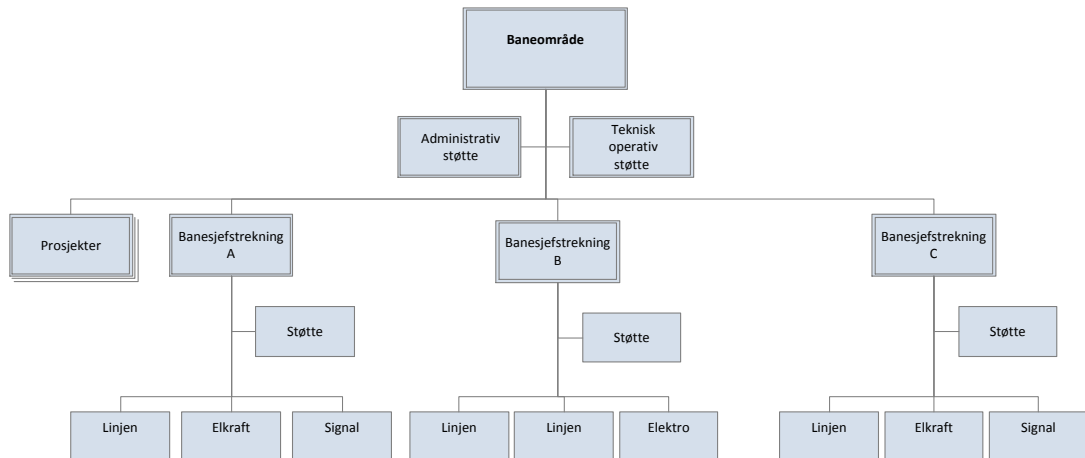 Baneområde
Administrativ
støtte
Teknisk
operativ
støtte
Prosjekter
Banesjefstrekning
A
Banesjefstrekning
B
Banesjefstrekning
C
Støtte
Støtte
Støtte
Linjen
Elkraft
Signal
Linjen
Linjen
Elektro
Linjen
Elkraft
Signal